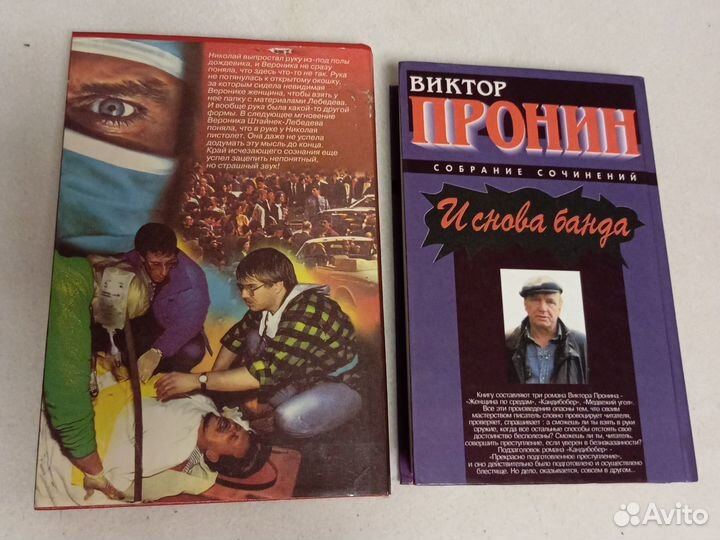 Николай выпростал руку из-под полы
дождевика, и Вероника не сразу
поняла, что здесь что-то не так. Рука
не потянулась к открытому окошку,
за которым сидела невидимая
Веронике женщина, чтобы взять у
нее папку с материалами Лебедева.
И вообще рука была какой-то другой
формы. В следующее мгновение
Вероника Штайнек-Лебедева
поняла, что в руке у Николая
пистолет. Она даже не успела
додумать эту мысль до конца.
Край исчезающего сознания еще
успел зацепить непонятный,
но страшный звук!
ВИКТОР
ПРОНИН
СОБРАНИЕ СОЧИНЕНИЙ
И снова банда
Книгу составляют три романа Виктора Пронина -
«Женщина по средам», «Кандибобер», «Медвежий угол».
Все эти произведения опасны тем, что своим
мастерством писатель словно провоцирует читателя,
проверяет, спрашивает : а сможешь ли ты взять в руки
оружие, когда все остальные способы отстоять свое
достоинство бесполезны? Сможешь ли ты, читатель,
совершить преступление, если уверен в безнаказанности?
Подзаголовок романа «Кандибобер» -
«Прекрасно подготовленное преступление»,
и оно действительно было подготовлено и осуществлено
блестяще. Но дело, оказывается, совсем в другом...
Avito